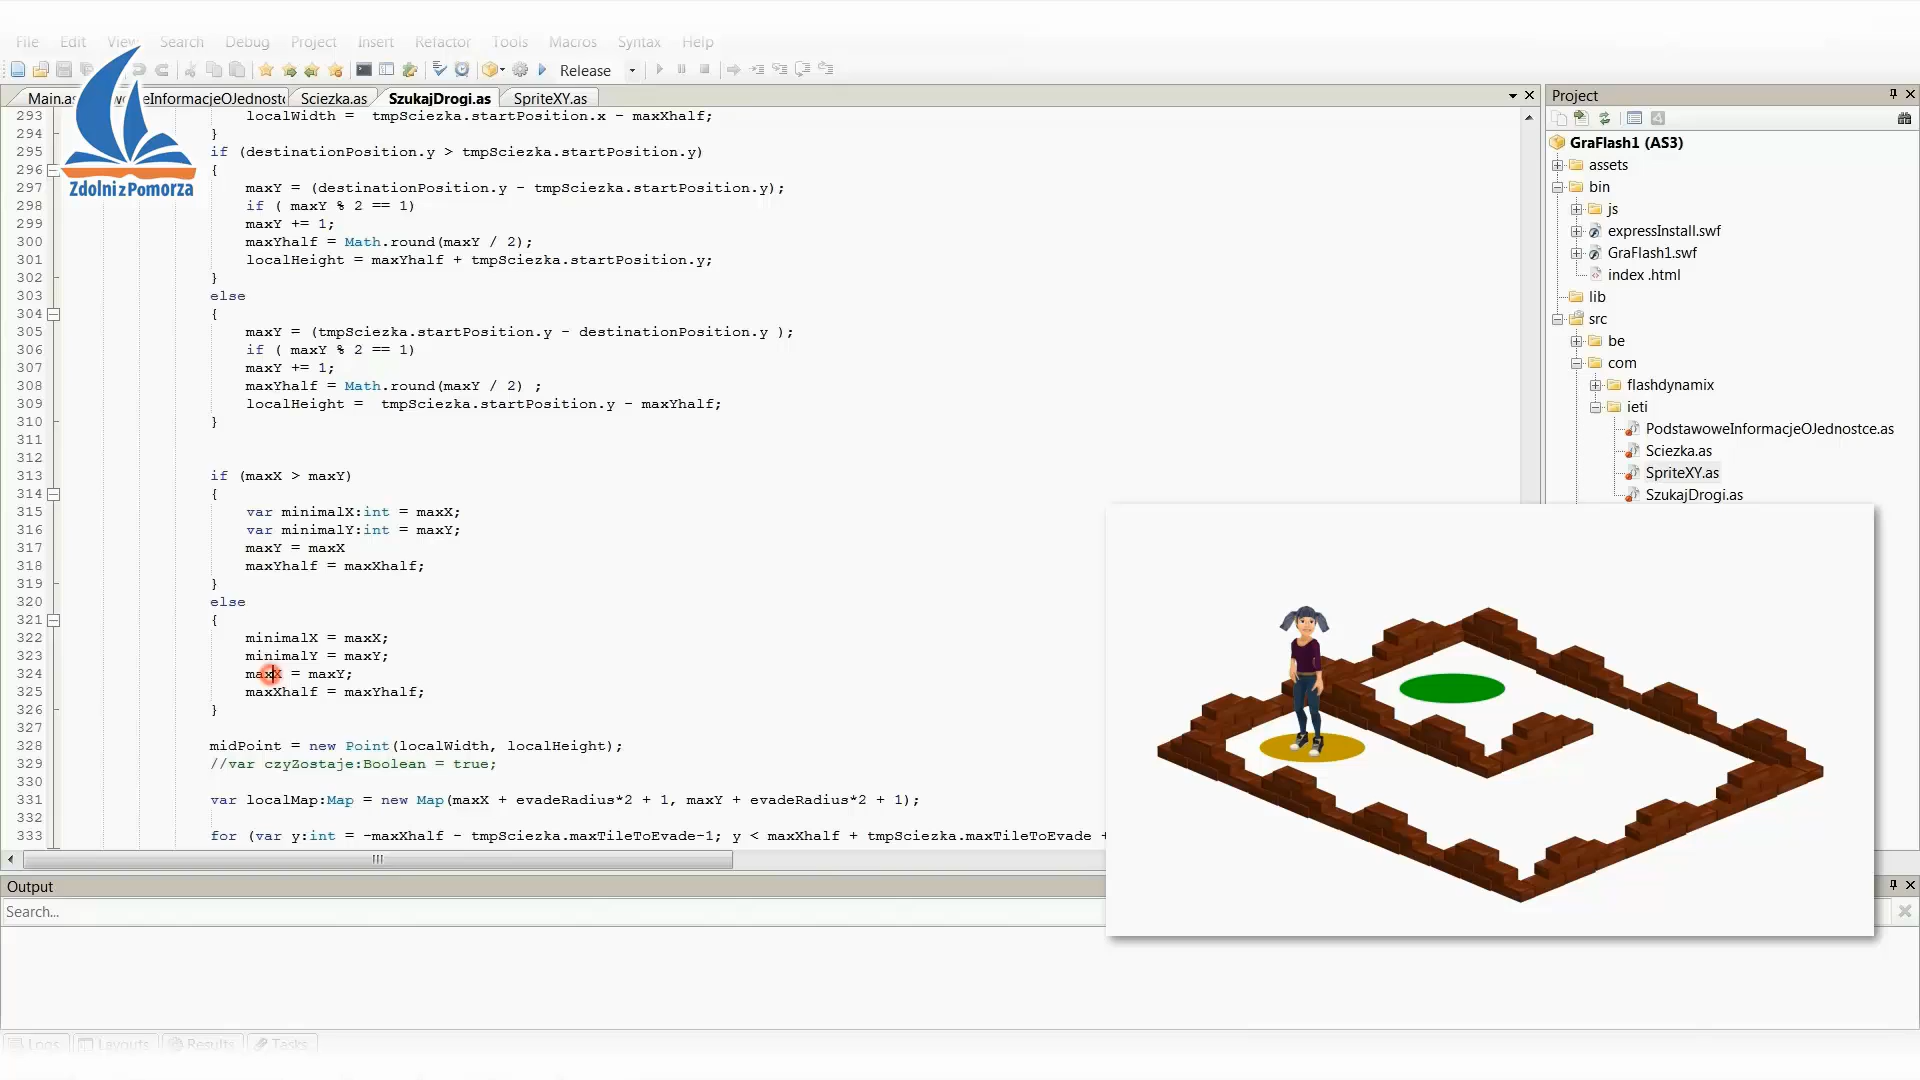 File Edit View Search Debug Project Insert Refactor Tools Macros Syntax Help
Release
Main.as
eInformacjeOJednostc Sciezka.as SzukajDrogi.as SpriteXY.as
Zdolni z Pomorza
293 localWidth = tmpSciezka.startPosition.x - maxXhalf;
294 }
295 if (destinationPosition.y > tmpSciezka.startPosition.y)
296 {
297 maxY = (destinationPosition.y - tmpSciezka.startPosition.y);
298 if ( maxY % 2 == 1)
299 maxY += 1;
300 maxYhalf = Math.round(maxY / 2);
301 localHeight = maxYhalf + tmpSciezka.startPosition.y;
302 }
303 else
304 {
305 maxY = (tmpSciezka.startPosition.y - destinationPosition.y );
306 if ( maxY % 2 == 1)
307 maxY += 1;
308 maxYhalf = Math.round(maxY / 2) ;
309 localHeight = tmpSciezka.startPosition.y - maxYhalf;
310 }
311
312
313 if (maxX > maxY)
314 {
315 var minimalX:int = maxX;
316 var minimalY:int = maxY;
317 maxY = maxX
318 maxYhalf = maxXhalf;
319 }
320 else
321 {
322 minimalX = maxX;
323 minimalY = maxY;
324 maxX = maxY;
325 maxXhalf = maxYhalf;
326 }
327
328 midPoint = new Point(localWidth, localHeight);
329 //var czyZostaje:Boolean = true;
330
331 var localMap:Map = new Map(maxX + evadeRadius*2 + 1, maxY + evadeRadius*2 + 1);
332
333 for (var y:int = -maxXhalf - tmpSciezka.maxTileToEvade-1; y < maxXhalf + tmpSciezka.maxTileToEvade +
Project
GraFlash1 (AS3)
assets
bin
js
expressInstall.swf
GraFlash1.swf
index .html
lib
src
be
com
flashdynamix
ieti
PodstawoweInformacjeOJednostce.as
Sciezka.as
SpriteXY.as
SzukajDrogi.as
Output
Search...
Logs Layouts Results Tasks